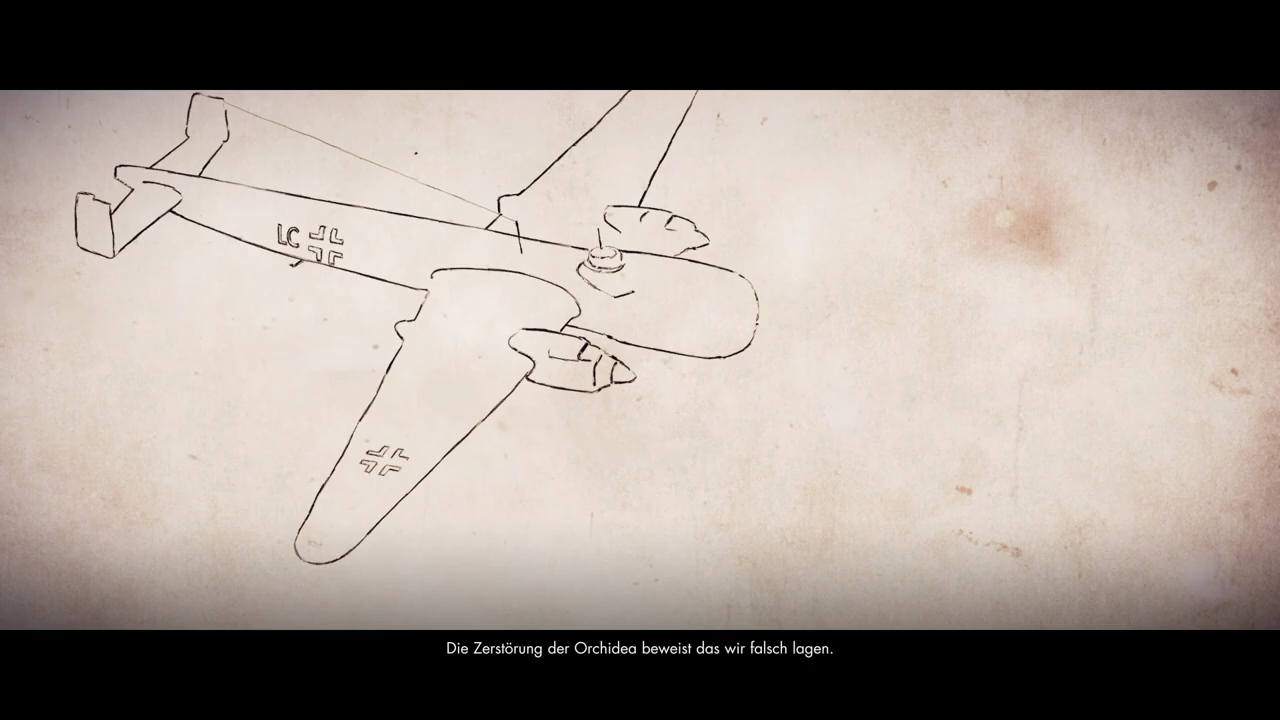 LC
Die Zerstörung der Orchidea beweist das wir falsch lagen.